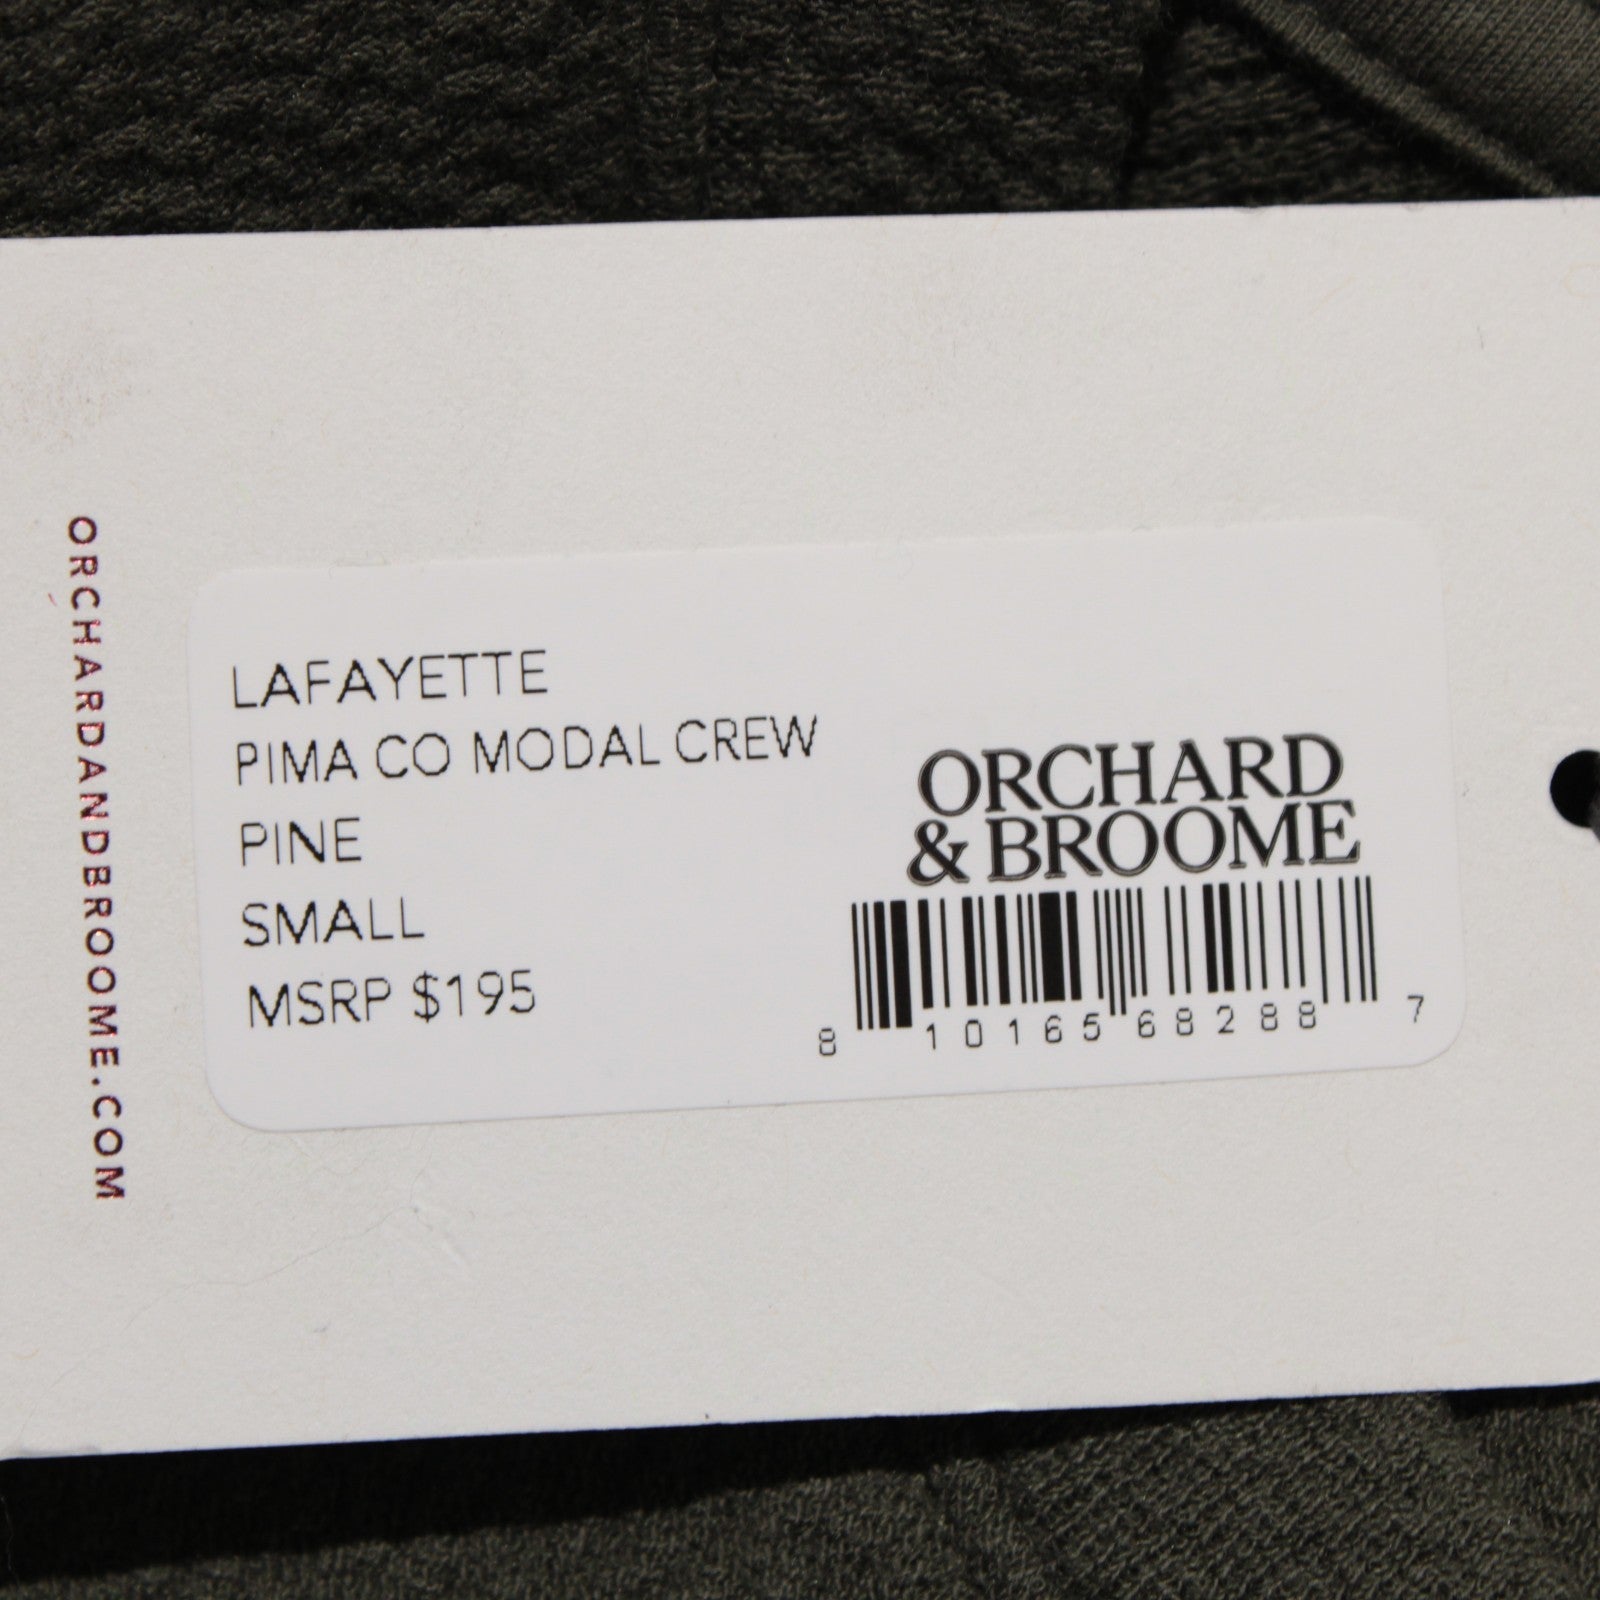 ORCHARDANDBROOME.COM
LAFAYETTE
PIMA CO MODAL CREW
PINE
SMALL
MSRP $195
ORCHARD
& BROOME
8 10165 68288 7